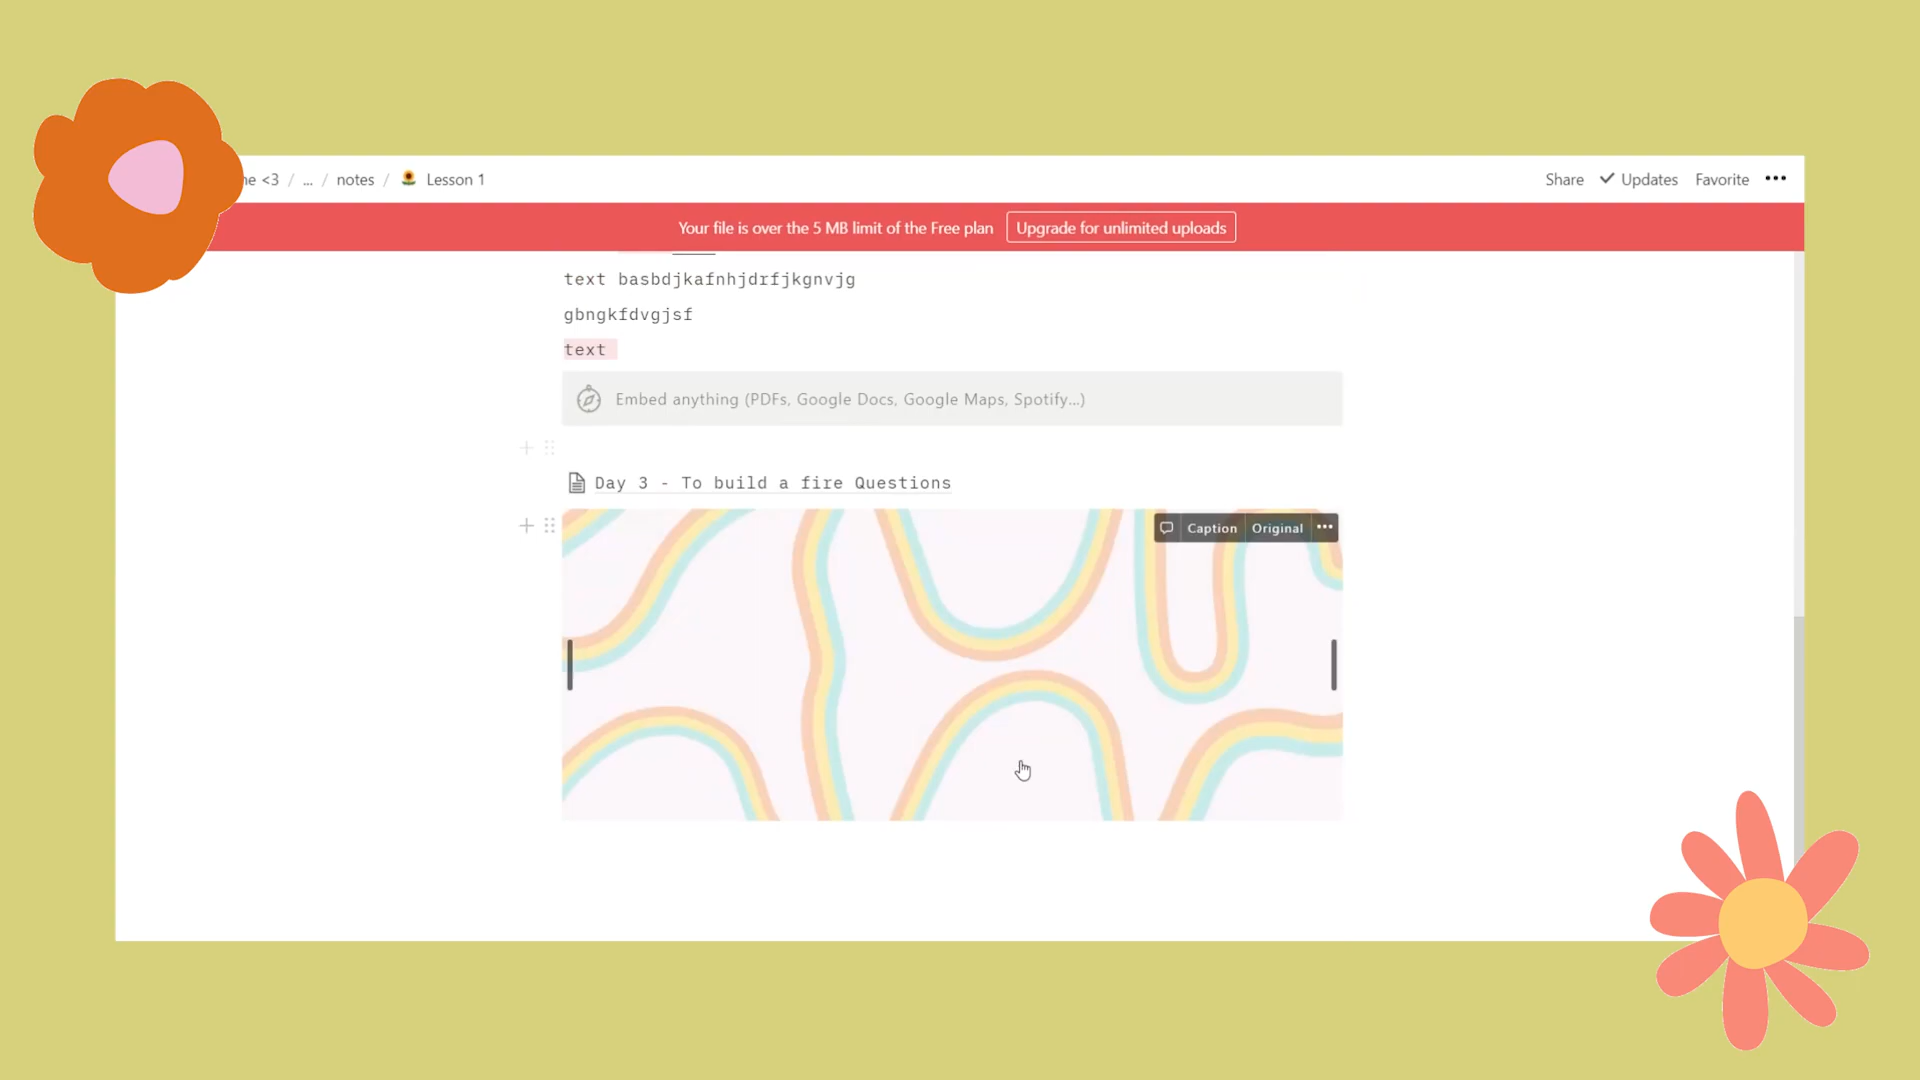 <3 / ... / notes / Lesson 1
Share Updates Favorite •••
Your file is over the 5 MB limit of the Free plan Upgrade for unlimited uploads
text basbdjkafnhjdrfjkgnvjg
gbngkfdvgjsf
text
Embed anything (PDFs, Google Docs, Google Maps, Spotify...)
Day 3 - To build a fire Questions
Caption Original •••